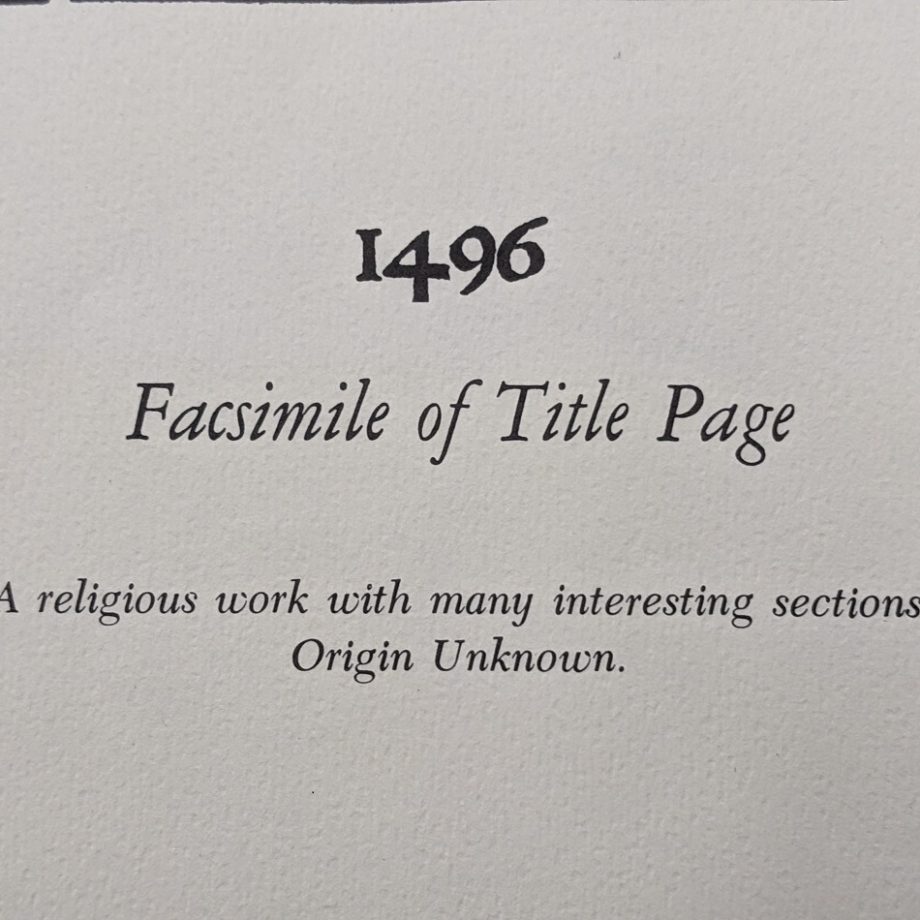 1496
Facsimile of Title Page
A religious work with many interesting sections
Origin Unknown.